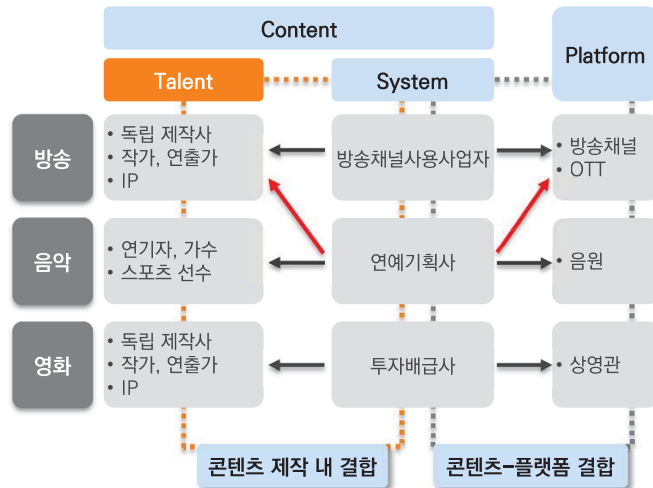 Content
Platform
Talent
System
방송
• 독립 제작사
• 작가, 연출가
• IP
방송채널사용사업자
• 방송채널
• OTT
음악
• 연기자, 가수
• 스포츠 선수
연예기획사
• 음원
영화
• 독립 제작사
• 작가, 연출가
• IP
투자배급사
• 상영관
콘텐츠 제작 내 결합
콘텐츠-플랫폼 결합